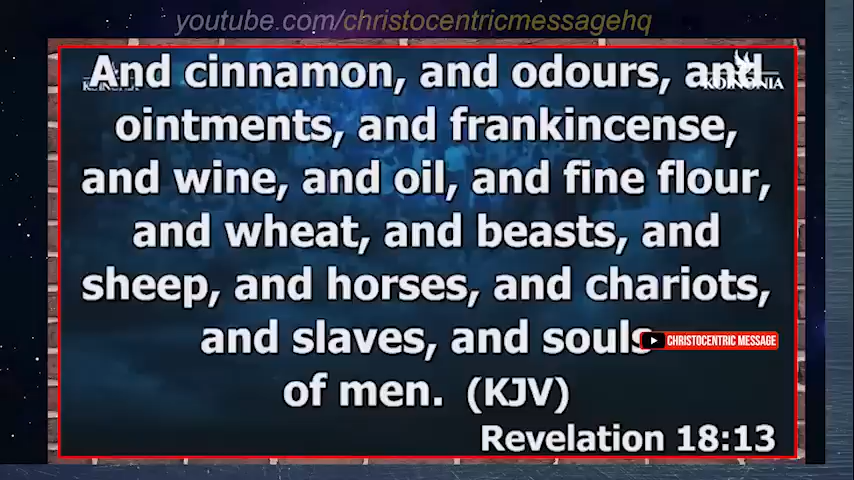 youtube.com/christocentricmessagehq
And cinnamon, and odours, and
KOINONIA
ointments, and frankincense,
and wine, and oil, and fine flour,
and wheat, and beasts, and
sheep, and horses, and chariots,
and slaves, and souls
CHRISTOCENTRIC MESSAGE
of men. (KJV)
Revelation 18:13